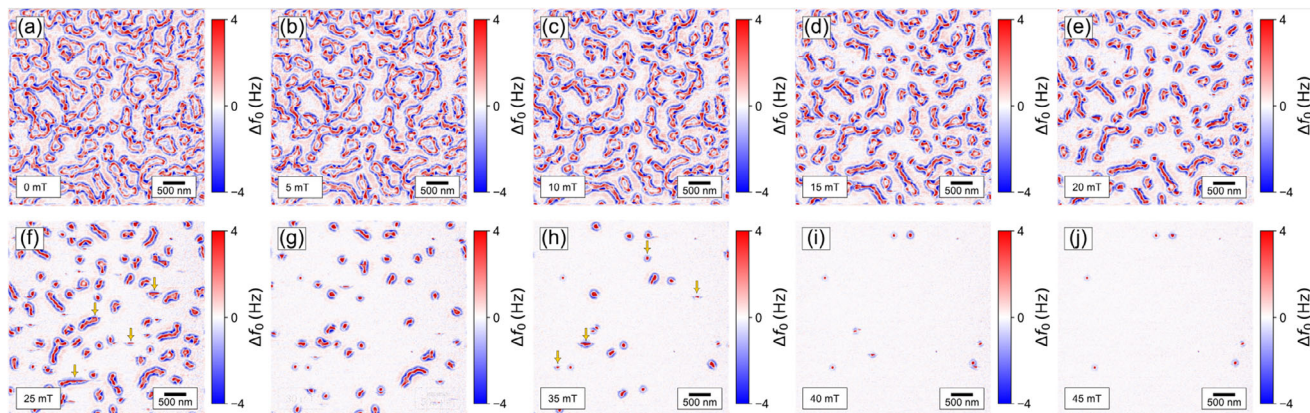 (a)
4
0
−4
Δf₀ (Hz)
0 mT
500 nm
(b)
4
0
−4
Δf₀ (Hz)
5 mT
500 nm
(c)
4
0
−4
Δf₀ (Hz)
10 mT
500 nm
(d)
4
0
−4
Δf₀ (Hz)
15 mT
500 nm
(e)
4
0
−4
Δf₀ (Hz)
20 mT
500 nm
(f)
4
0
−4
Δf₀ (Hz)
25 mT
500 nm
(g)
4
0
−4
Δf₀ (Hz)
(h)
4
0
−4
Δf₀ (Hz)
35 mT
500 nm
(i)
4
0
−4
Δf₀ (Hz)
40 mT
500 nm
(j)
4
0
−4
Δf₀ (Hz)
45 mT
500 nm